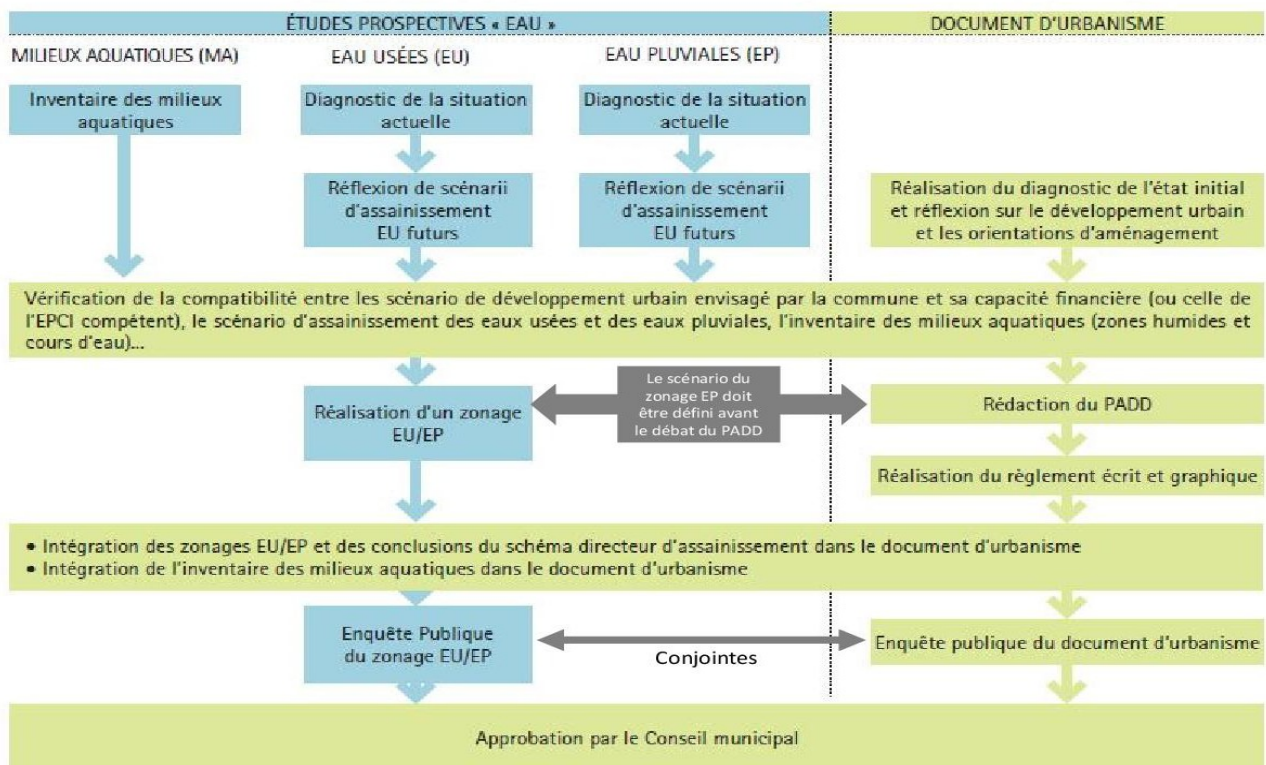 ÉTUDES PROSPECTIVES « EAU »
DOCUMENT D'URBANISME
MILIEUX AQUATIQUES (MA)
EAU USÉES (EU)
EAU PLUVIALES (EP)
Inventaire des milieux
aquatiques
Diagnostic de la situation
actuelle
Diagnostic de la situation
actuelle
Réflexion de scénarii
d'assainissement
EU futurs
Réflexion de scénarii
d'assainissement
EU futurs
Réalisation du diagnostic de l'état initial
et réflexion sur le développement urbain
et les orientations d'aménagement
Vérification de la compatibilité entre les scénario de développement urbain envisagé par la commune et sa capacité financière (ou celle de
l'EPCI compétent), le scénario d'assainissement des eaux usées et des eaux pluviales, l'inventaire des milieux aquatiques (zones humides et
cours d'eau)...
Réalisation d'un zonage
EU/EP
Le scénario du
zonage EP doit
être défini avant
le débat du PADD
Rédaction du PADD
Réalisation du règlement écrit et graphique
• Intégration des zonages EU/EP et des conclusions du schéma directeur d'assainissement dans le document d'urbanisme
• Intégration de l'inventaire des milieux aquatiques dans le document d'urbanisme
Enquête Publique
du zonage EU/EP
Conjointes
Enquête publique du document d'urbanisme
Approbation par le Conseil municipal